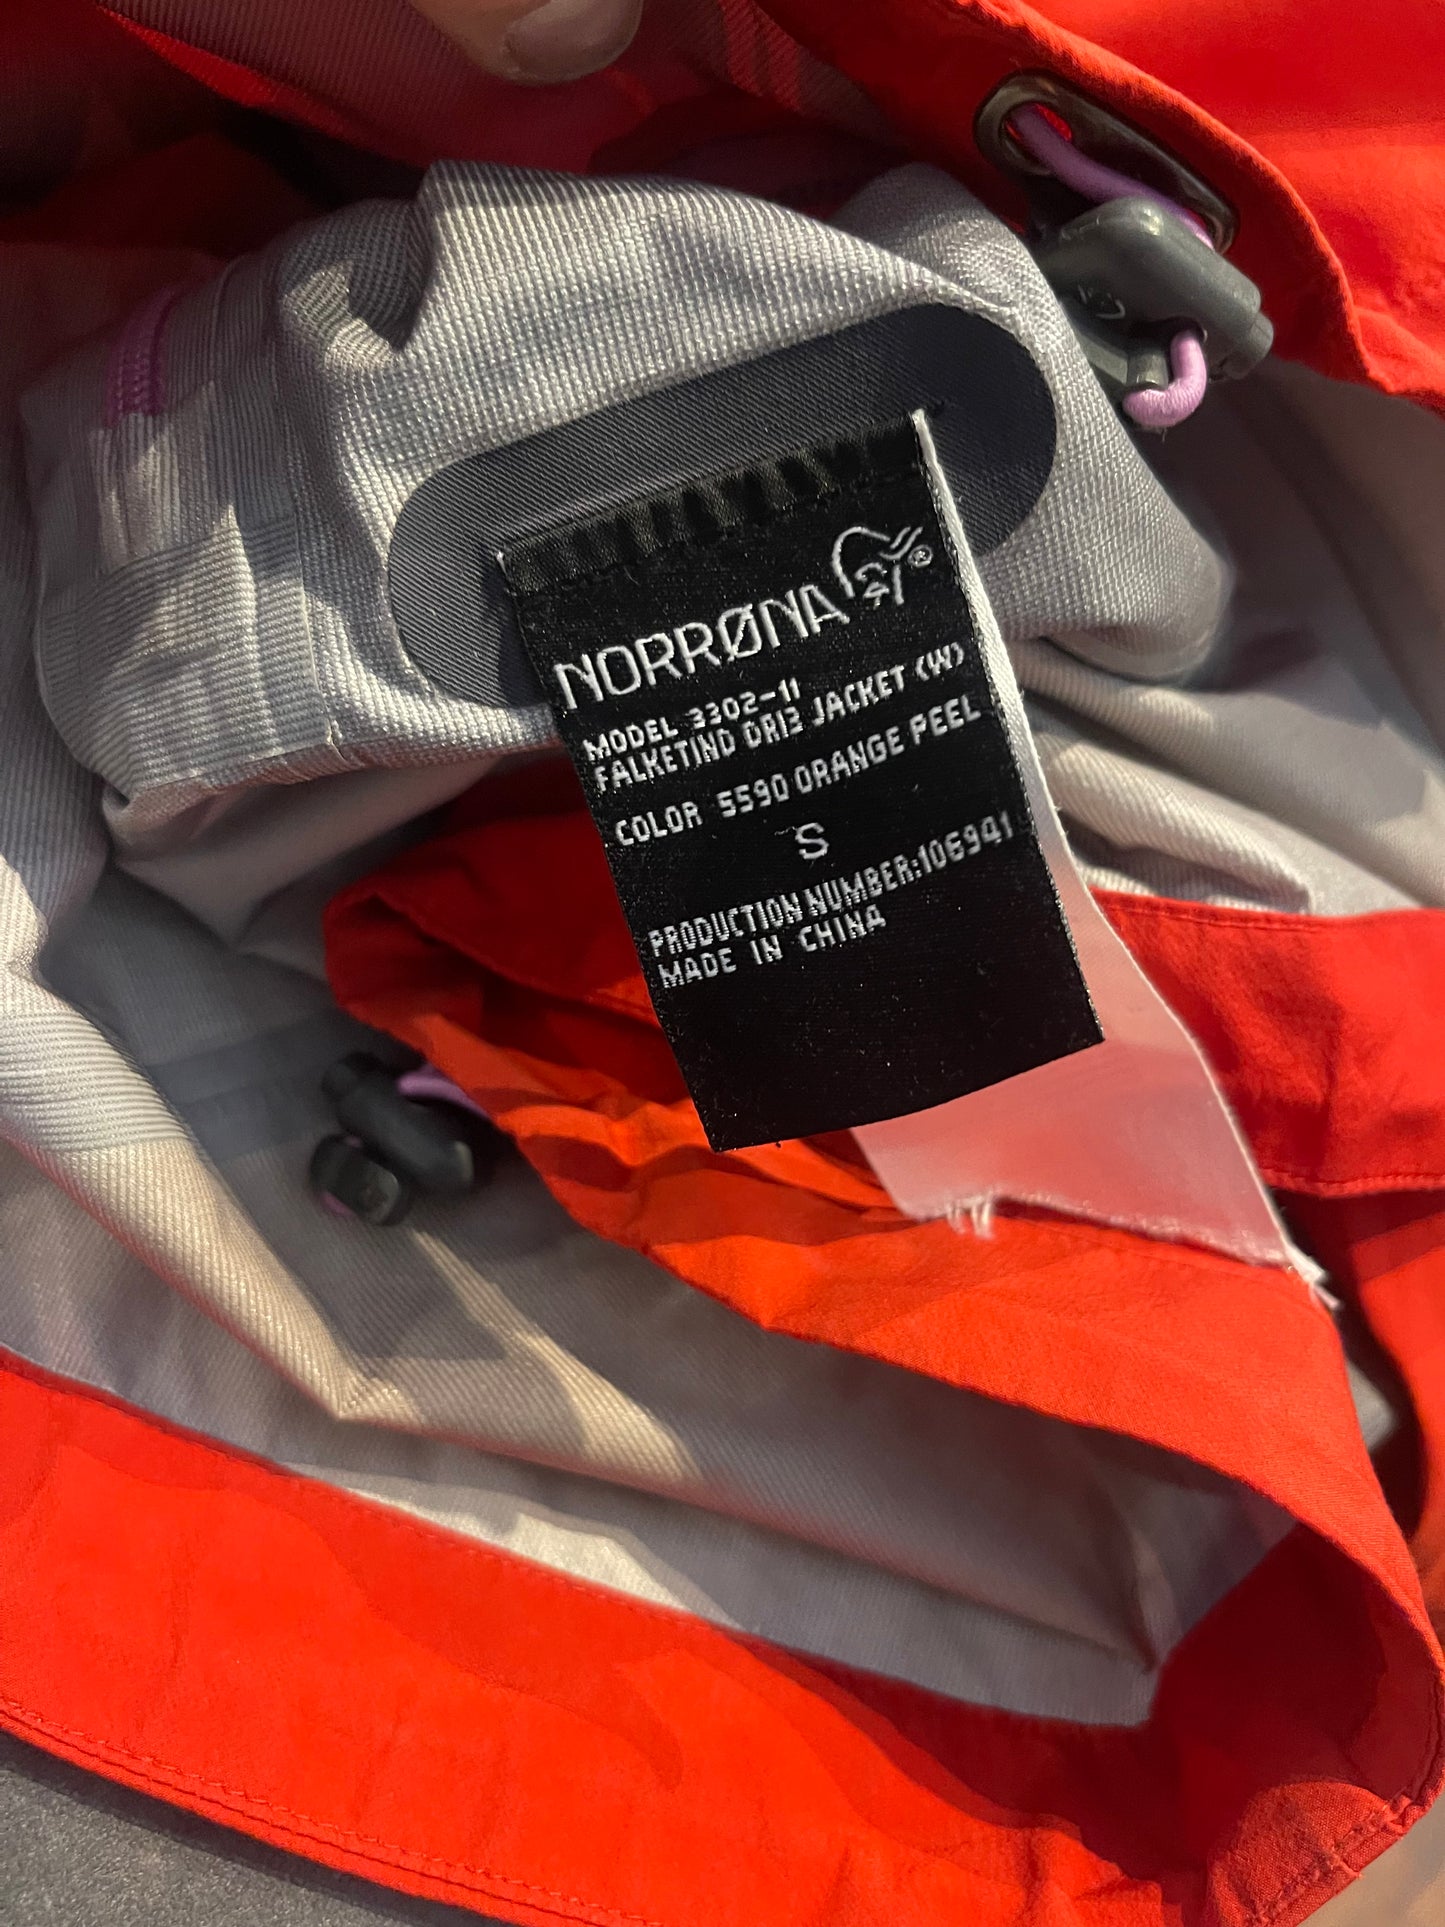 NORRØNA®
MODEL 3302-11
FALKETIND DRI3 JACKET (W)
COLOR 5590 ORANGE PEEL
S
PRODUCTION NUMBER:106941
MADE IN CHINA